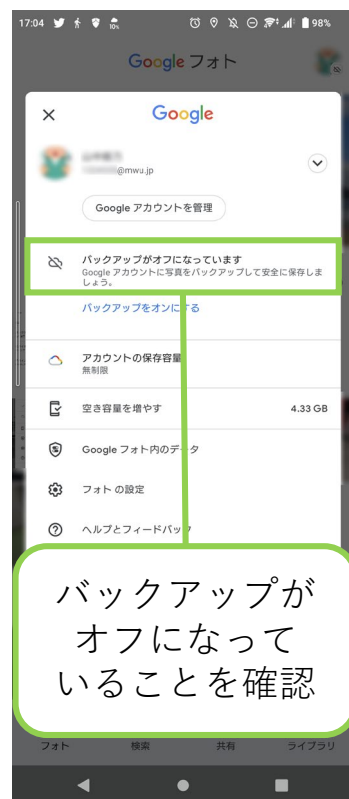 17:04
10%
98%
Google フォト
Google
@mwu.jp
Google アカウントを管理
バックアップがオフになっています
Google アカウントに写真をバックアップして安全に保存しま
しょう。
バックアップをオンにする
アカウントの保存容量
無制限
空き容量を増やす 4.33 GB
Google フォト内のデータ
フォト の設定
ヘルプとフィードバック
バックアップが
オフになって
いることを確認
フォト 検索 共有 ライブラリ